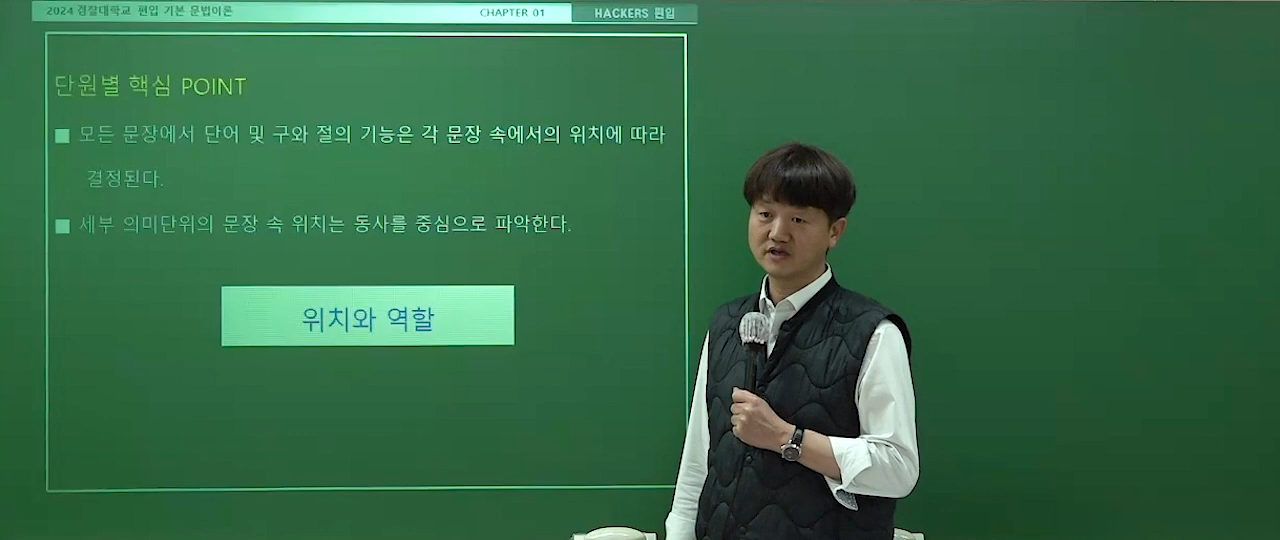 2024 경찰대학교 편입 기본 문법이론
CHAPTER 01
HACKERS 편입
단원별 핵심 POINT
■ 모든 문장에서 단어 및 구와 절의 기능은 각 문장 속에서의 위치에 따라
결정된다.
■ 세부 의미단위의 문장 속 위치는 동사를 중심으로 파악한다.
위치와 역할